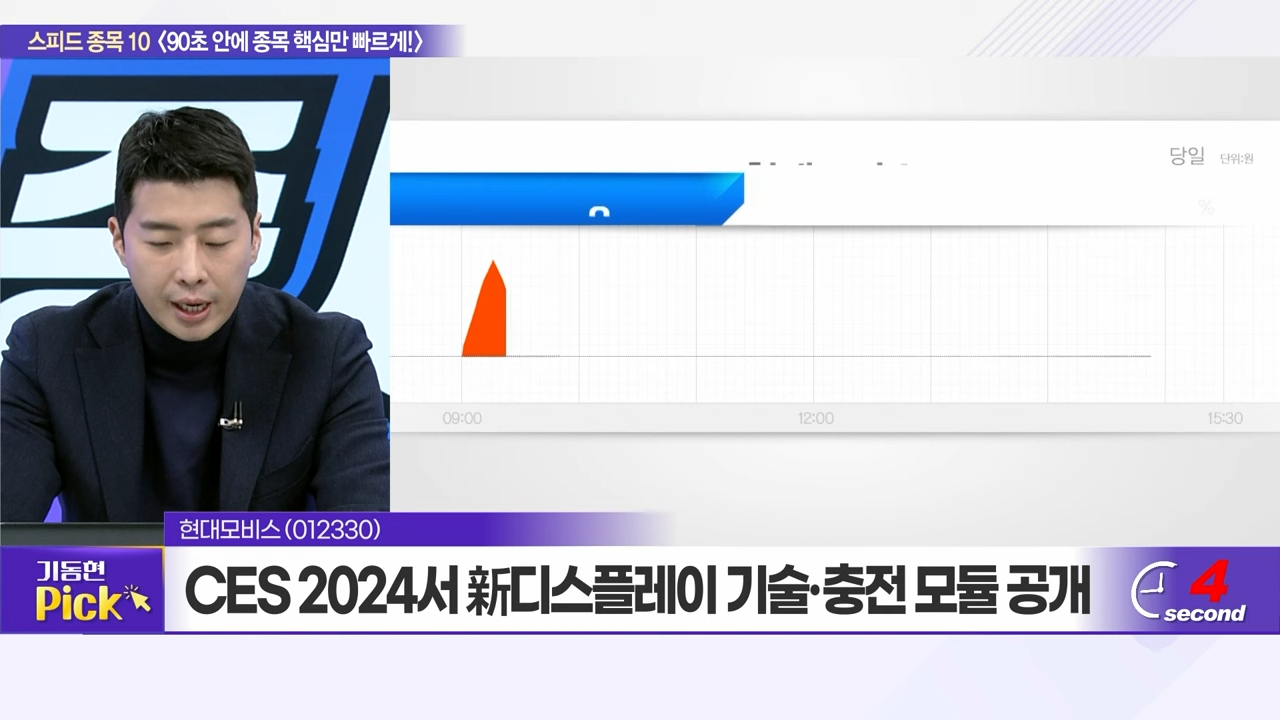 스피드 종목 10 <90초 안에 종목 핵심만 빠르게!>
당일 단위:원
%
09:00 12:00 15:30
현대모비스(012330)
기동현
Pick
CES 2024서 新디스플레이 기술·충전 모듈 공개
4
second